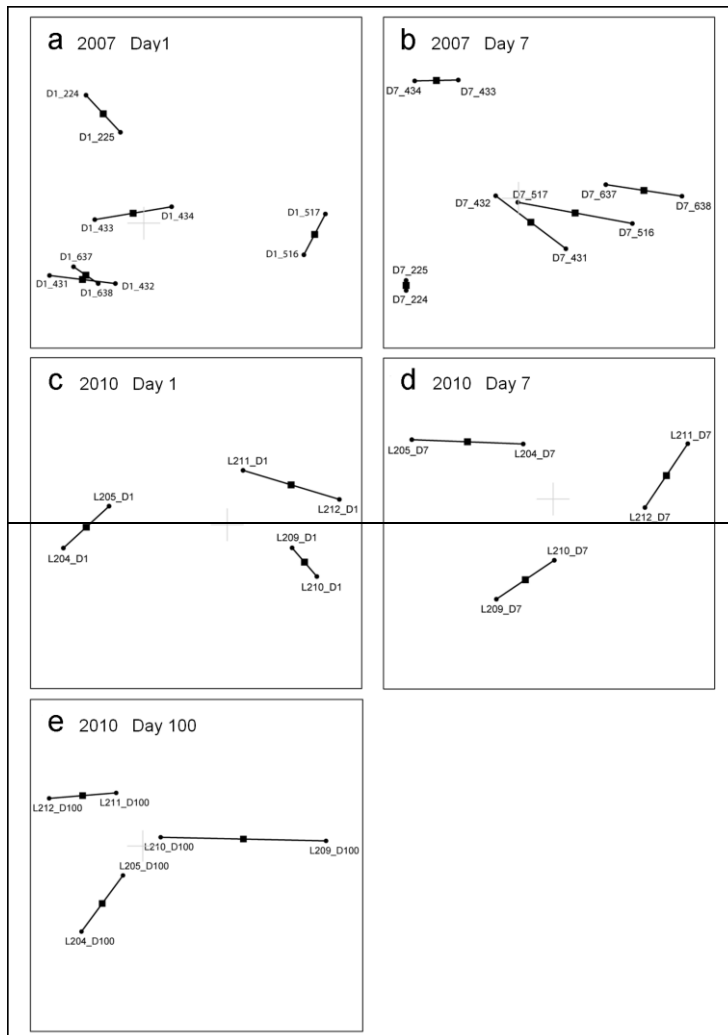 a 2007 Day1
D1_224
D1_225
D1_433
D1_434
D1_517
D1_516
D1_637
D1_431
D1_638
D1_432
b 2007 Day 7
D7_434
D7_433
D7_432
D7_517
D7_637
D7_638
D7_516
D7_431
D7_225
D7_224
c 2010 Day 1
L211_D1
L205_D1
L212_D1
L204_D1
L209_D1
L210_D1
d 2010 Day 7
L205_D7
L204_D7
L211_D7
L212_D7
L210_D7
L209_D7
e 2010 Day 100
L212_D100
L211_D100
L210_D100
L209_D100
L205_D100
L204_D100